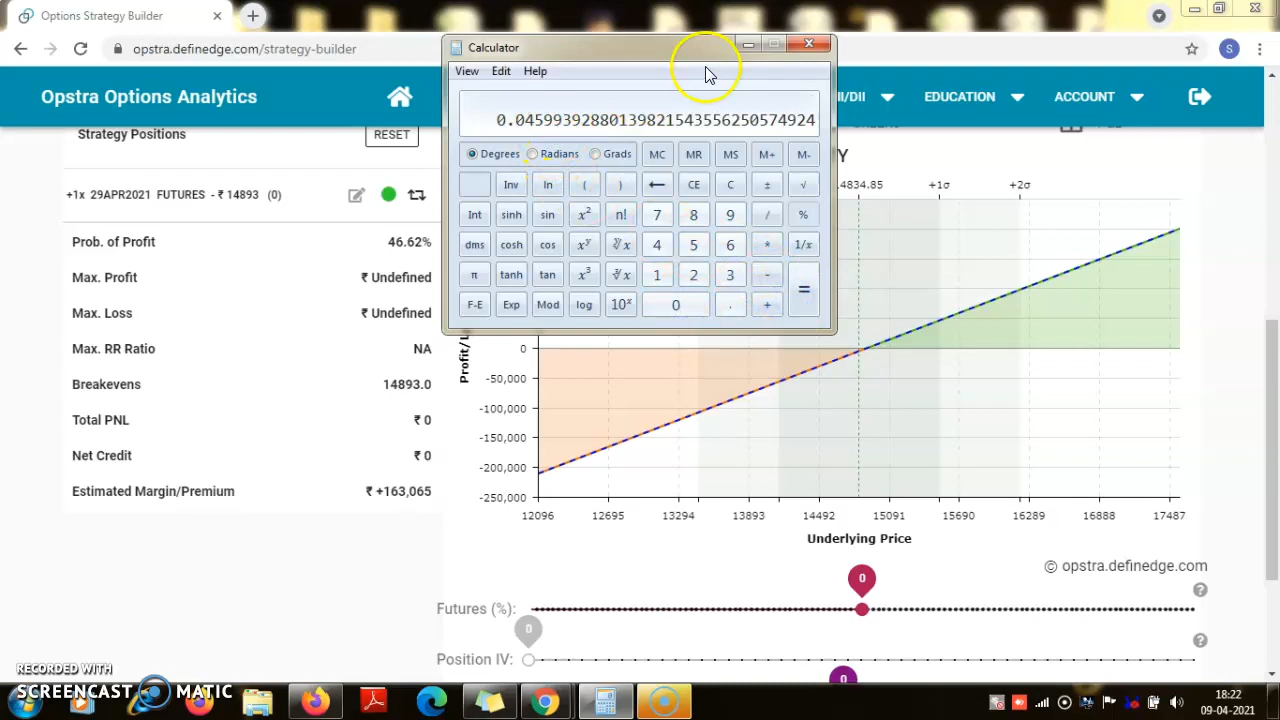 Options Strategy Builder
opstra.definedge.com/strategy-builder
S
Opstra Options Analytics
II/DII
EDUCATION
ACCOUNT
Strategy Positions
RESET
+1x 29APR2021 FUTURES - ₹ 14893 (0)
Prob. of Profit 46.62%
Max. Profit ₹ Undefined
Max. Loss ₹ Undefined
Max. RR Ratio NA
Breakevens 14893.0
Total PNL ₹ 0
Net Credit ₹ 0
Estimated Margin/Premium ₹ +163,065
Calculator
View Edit Help
0.04599392880139821543556250574924
Degrees Radians Grads MC MR MS M+ M-
Inv ln ( ) ← CE C ± √
Int sinh sin x² n! 7 8 9 / %
dms cosh cos xʸ ʸ√x 4 5 6 * 1/x
π tanh tan x³ ³√x 1 2 3 - =
F-E Exp Mod log 10ˣ 0 . +
Y
14834.85 +1σ +2σ
Profit/L
0
-50,000
-100,000
-150,000
-200,000
-250,000
12096 12695 13294 13893 14492 15091 15690 16289 16888 17487
Underlying Price
© opstra.definedge.com
0
Futures (%): ?
0
Position IV: ?
0
RECORDED WITH
SCREENCAST MATIC
18:22
09-04-2021